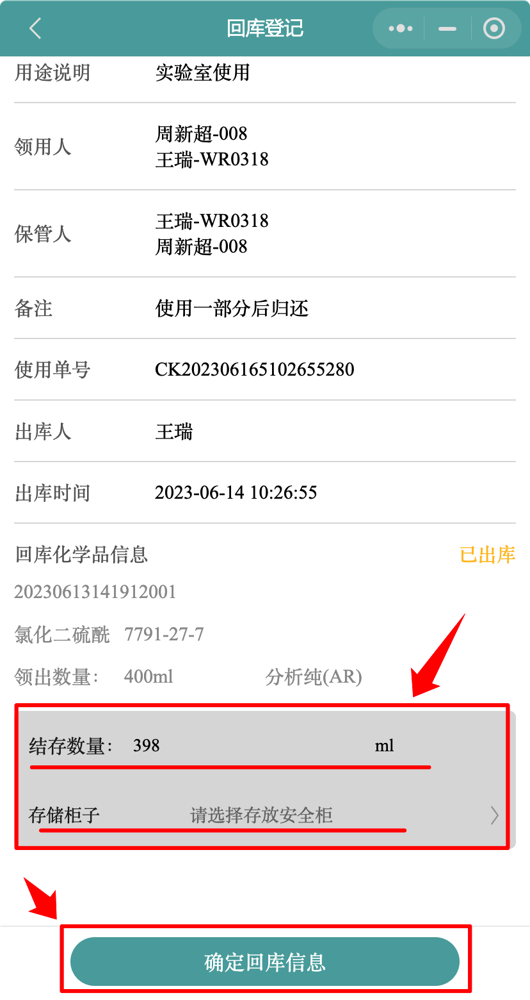 回库登记
用途说明 实验室使用
领用人 周新超-008
王瑞-WR0318
保管人 王瑞-WR0318
周新超-008
备注 使用一部分后归还
使用单号 CK202306165102655280
出库人 王瑞
出库时间 2023-06-14 10:26:55
回库化学品信息 已出库
20230613141912001
氯化二硫酰 7791-27-7
领出数量： 400ml 分析纯(AR)
结存数量： 398 ml
存储柜子 请选择存放安全柜
确定回库信息